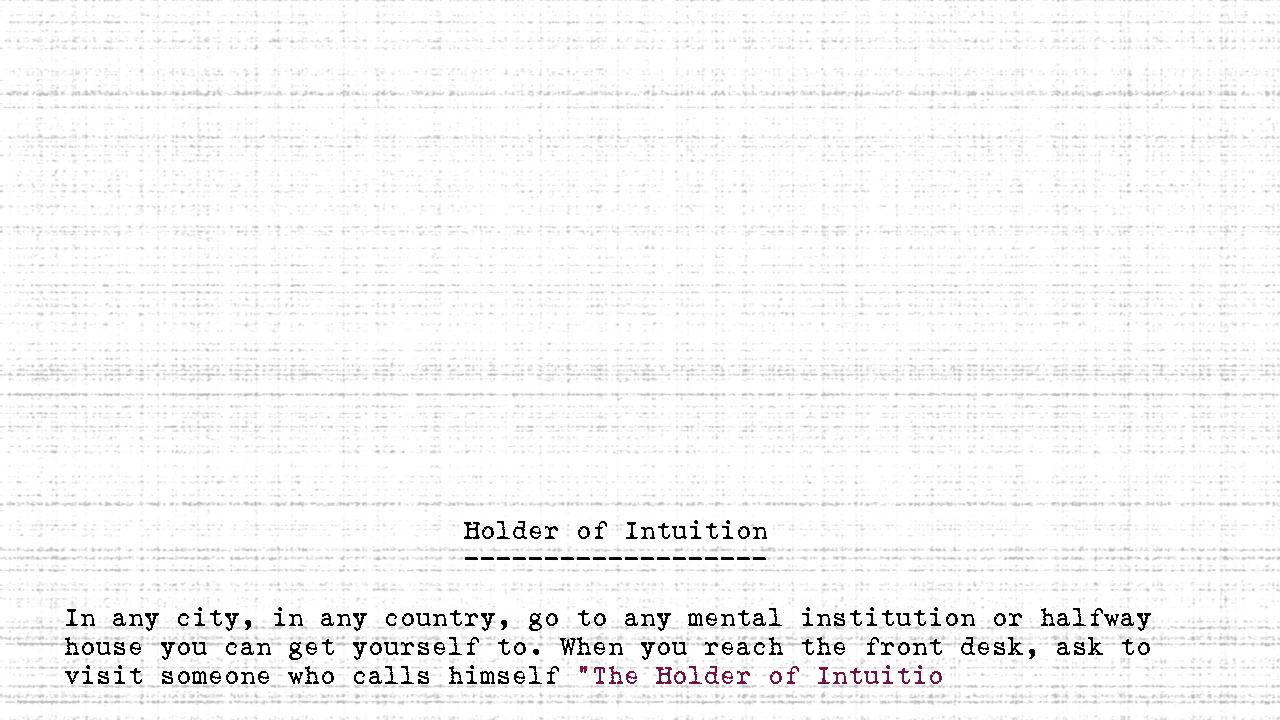 Holder of Intuition
-------------------
In any city, in any country, go to any mental institution or halfway
house you can get yourself to. When you reach the front desk, ask to
visit someone who calls himself "The Holder of Intuitio